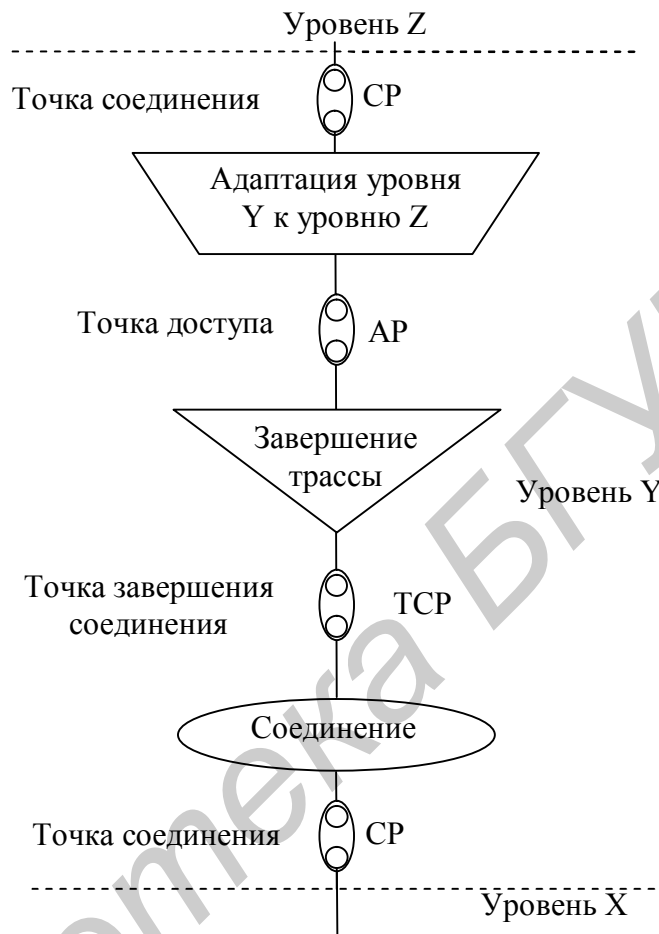 Уровень Z
Точка соединения
CP
Адаптация уровня
Y к уровню Z
Точка доступа
AP
Завершение
трассы
Уровень Y
Точка завершения
соединения
TCP
Соединение
Точка соединения
CP
Уровень X